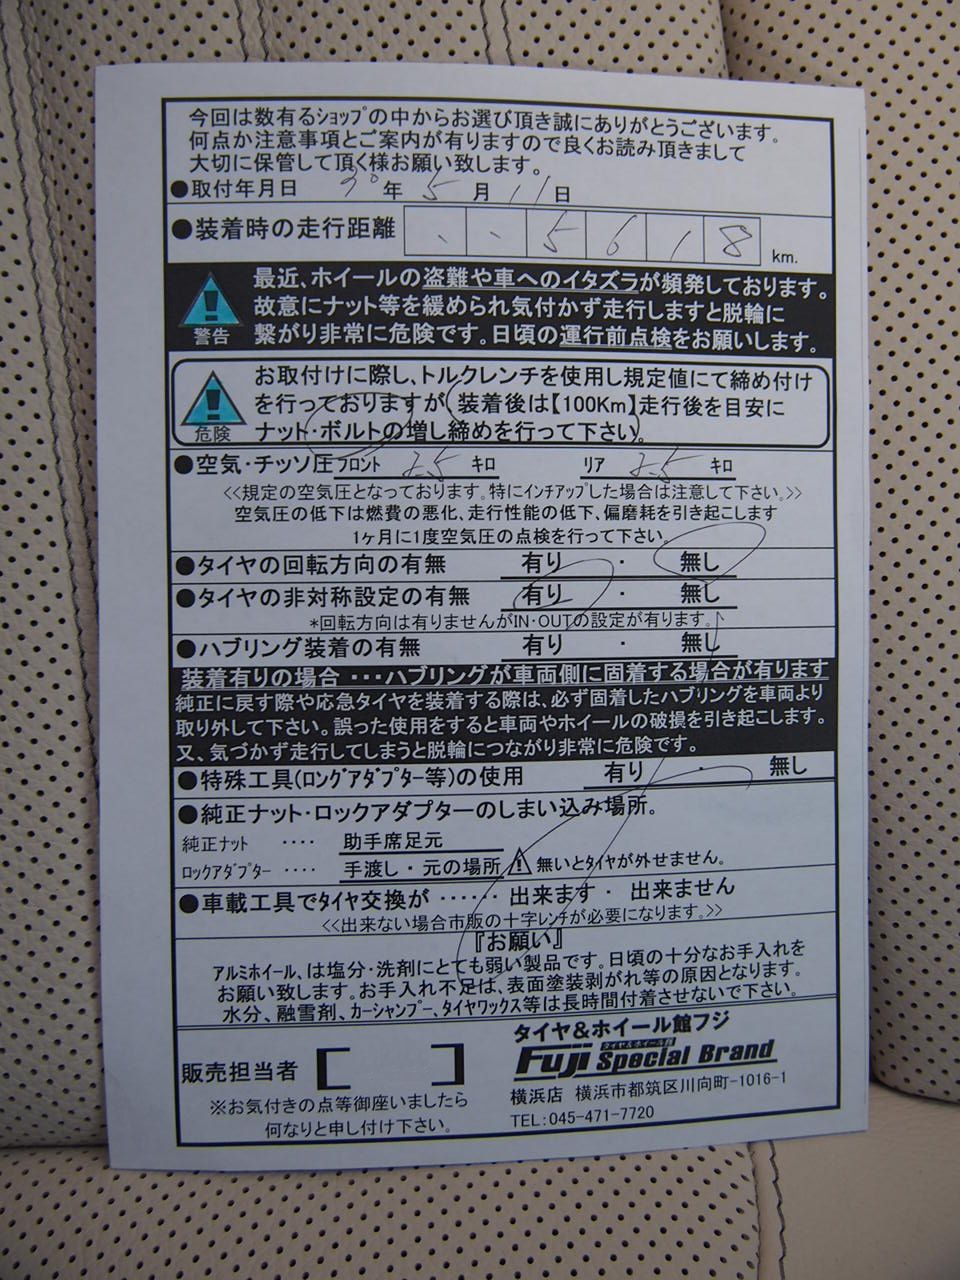 今回は数有るショップの中からお選び頂き誠にありがとうございます。
何点か注意事項とご案内が有りますので良くお読み頂きまして
大切に保管して頂く様お願い致します。
●取付年月日 30年 5月 11日
●装着時の走行距離 5 6 1 8 km.
警告
最近、ホイールの盗難や車へのイタズラが頻発しております。
故意にナット等を緩められ気付かず走行しますと脱輪に
繋がり非常に危険です。日頃の運行前点検をお願いします。
危険
お取付けに際し、トルクレンチを使用し規定値にて締め付け
を行っておりますが、装着後は【100Km】走行後を目安に
ナット・ボルトの増し締めを行って下さい。
●空気・チッソ圧 フロント 2.5 キロ リア 2.5 キロ
<<規定の空気圧となっております。特にインチアップした場合は注意して下さい。>>
空気圧の低下は燃費の悪化、走行性能の低下、偏磨耗を引き起こします
1ヶ月に1度空気圧の点検を行って下さい。
●タイヤの回転方向の有無 有り ・ 無し
●タイヤの非対称設定の有無 有り ・ 無し
*回転方向は有りませんがIN・OUTの設定が有ります。
●ハブリング装着の有無 有り ・ 無し
装着有りの場合・・・ハブリングが車両側に固着する場合が有ります
純正に戻す際や応急タイヤを装着する際は、必ず固着したハブリングを車両より
取り外して下さい。誤った使用をすると車両やホイールの破損を引き起こします。
又、気づかず走行してしまうと脱輪につながり非常に危険です。
●特殊工具(ロングアダプター等)の使用 有り ・ 無し
●純正ナット・ロックアダプターのしまい込み場所。
純正ナット ‥‥ 助手席足元
ロックアダプター ‥‥ 手渡し・元の場所 無いとタイヤが外せません。
●車載工具でタイヤ交換が ‥‥‥ 出来ます・出来ません
<<出来ない場合市販の十字レンチが必要になります。>>
『お願い』
アルミホイール、は塩分・洗剤にとても弱い製品です。日頃の十分なお手入れを
お願い致します。お手入れ不足は、表面塗装剥がれ等の原因となります。
水分、融雪剤、カーシャンプー、タイヤワックス等は長時間付着させないで下さい。
販売担当者 [ ]
※お気付きの点等御座いましたら
何なりと申し付け下さい。
タイヤ&ホイール館フジ
タイヤ&ホイール館
Fuji Special Brand
横浜店 横浜市都筑区川向町-1016-1
TEL:045-471-7720